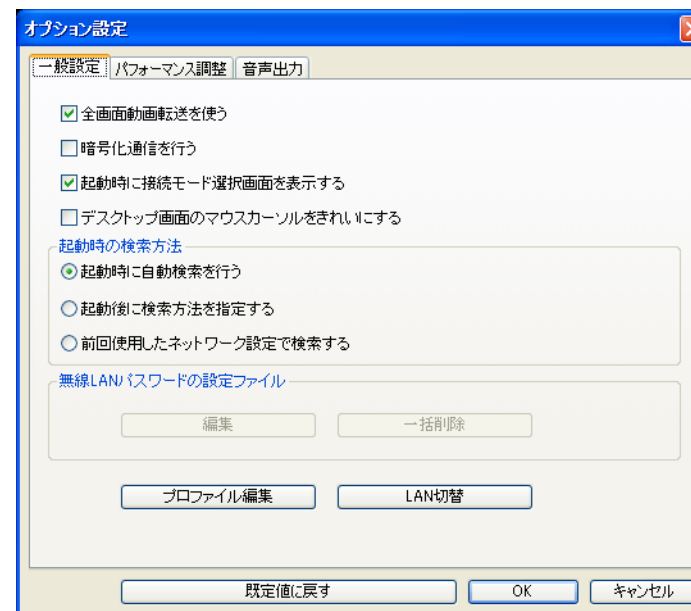 オプション設定
一般設定 パフォーマンス調整 音声出力
全画面動画転送を使う
暗号化通信を行う
起動時に接続モード選択画面を表示する
デスクトップ画面のマウスカーソルをきれいにする
起動時の検索方法
起動時に自動検索を行う
起動後に検索方法を指定する
前回使用したネットワーク設定で検索する
無線LANパスワードの設定ファイル
編集 一括削除
プロファイル編集 LAN切替
既定値に戻す OK キャンセル